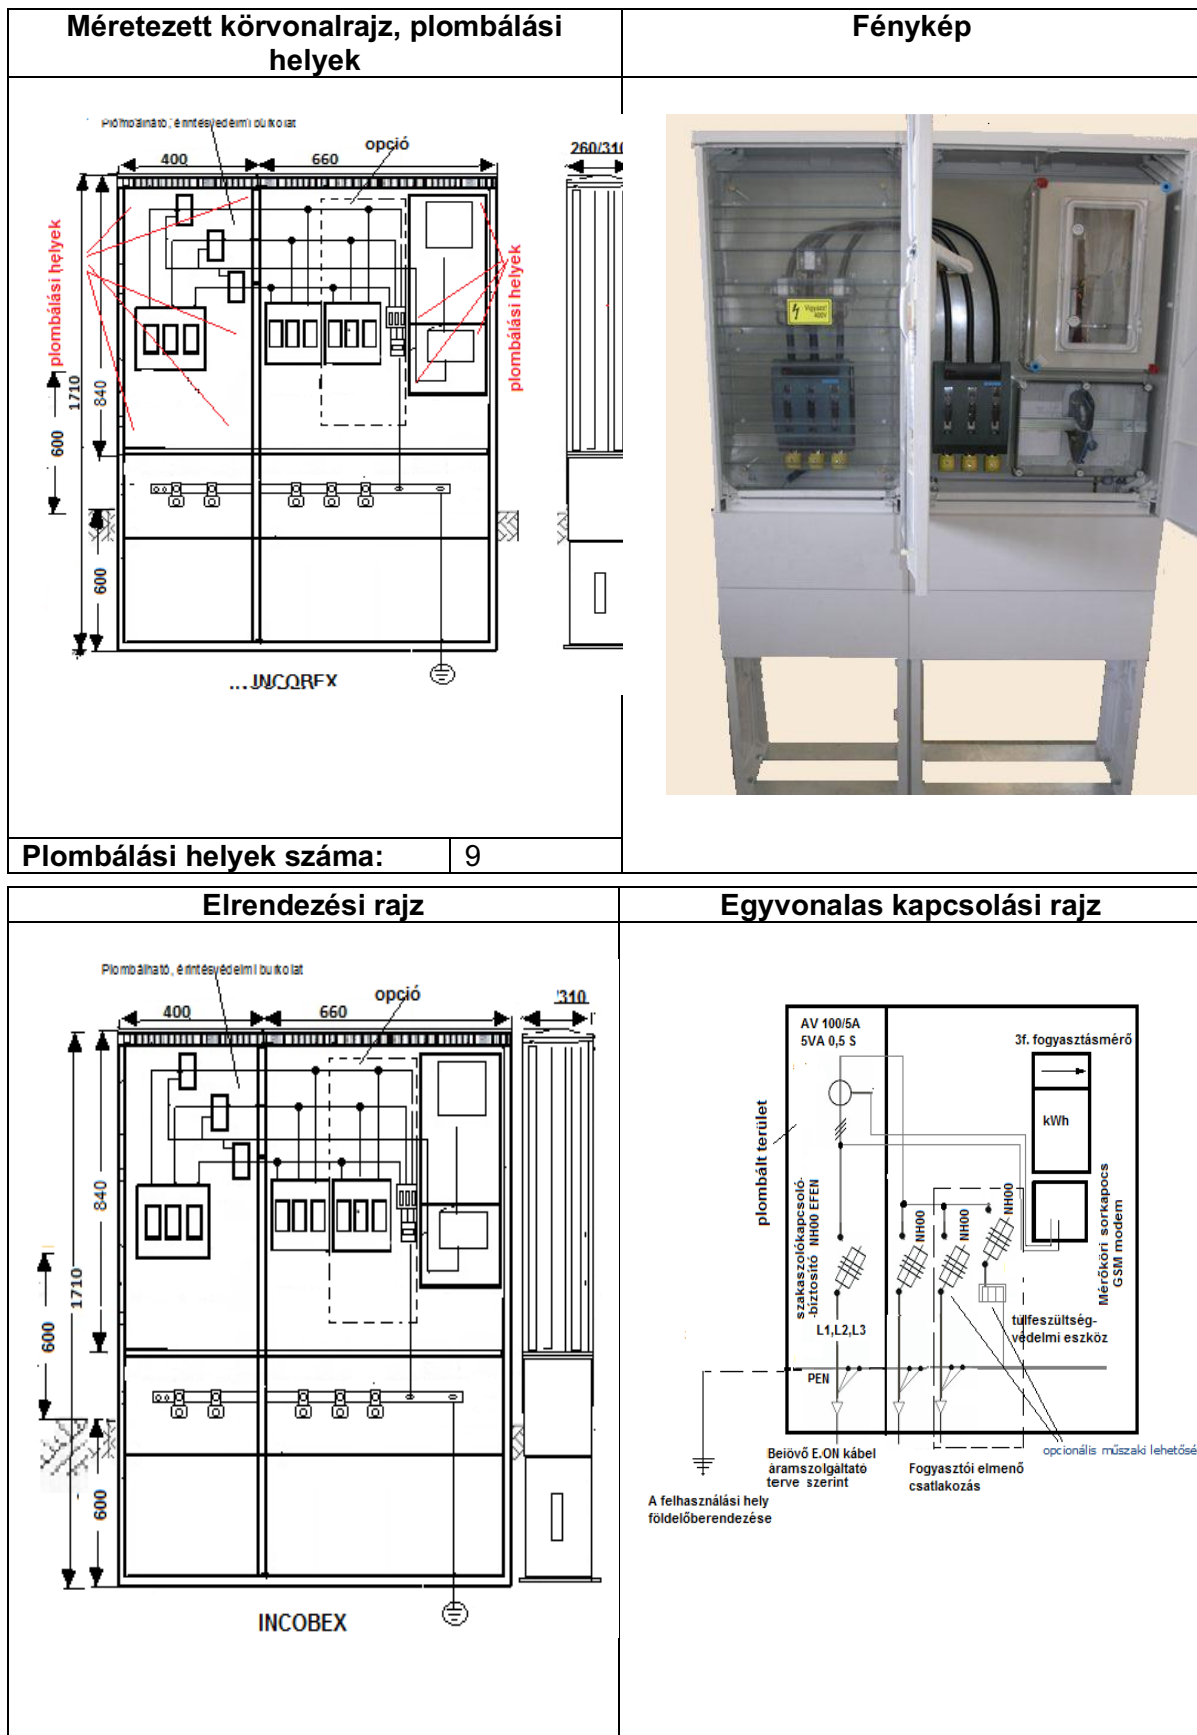 Méretezett körvonalrajz, plombálási
helyek
Fénykép
Plombálható, érintésvédelmi burkolat
opció
400
660
260/310
plombálási helyek
plombálási helyek
1710
840
600
600
INCOBEX
Vigyázz!
400V
Plombálási helyek száma:
9
Elrendezési rajz
Egyvonalas kapcsolási rajz
Plombálható, érintésvédelmi burkolat
opció
400
660
/310
840
1710
600
600
INCOBEX
AV 100/5A
5VA 0,5 S
3f. fogyasztásmérő
kWh
plombált terület
szakaszolókapcsoló-
-biztosító NH00 EFEN
NH00
NH00
NH00
Mérőköri sorkapocs
GSM modem
L1,L2,L3
túlfeszültség-
védelmi eszköz
PEN
Bejövő E.ON kábel
áramszolgáltató
terve szerint
Fogyasztói elmenő
csatlakozás
opcionális műszaki lehetősé
A felhasználási hely
földelőberendezése